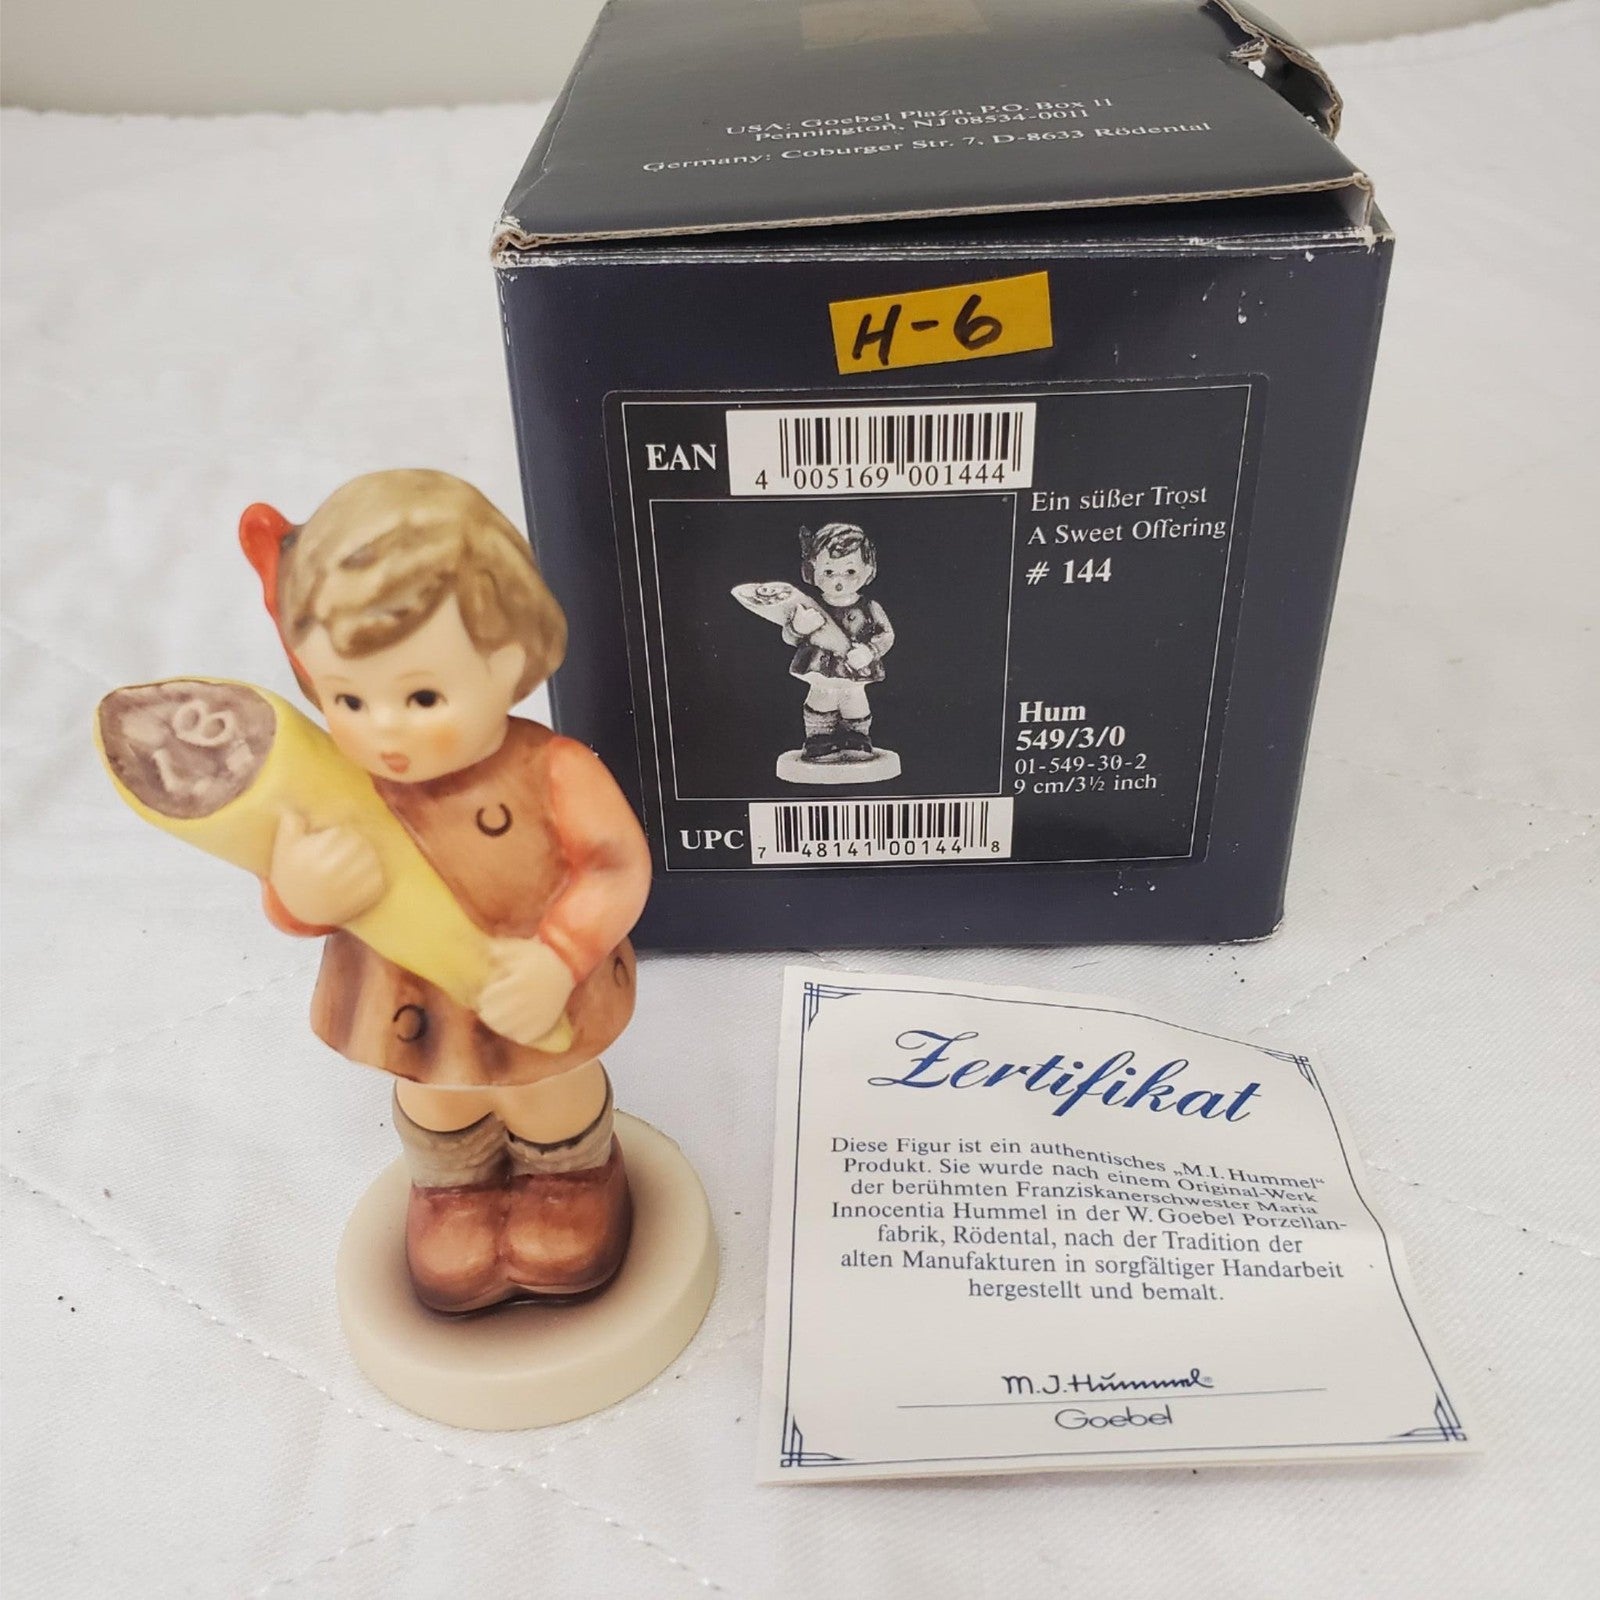 USA: Goebel Plaza, P.O. Box 11
Pennington, NJ 08534-0011
Germany: Coburger Str. 7, D-8633 Rödental
H-6
EAN
4 005169 001444
Ein süßer Trost
A Sweet Offering
# 144
Hum
549/3/0
01-549-30-2
9 cm/3½ inch
UPC
7 48141 00144 8
Zertifikat
Diese Figur ist ein authentisches „M.I. Hummel“
Produkt. Sie wurde nach einem Original-Werk
der berühmten Franziskanerschwester Maria
Innocentia Hummel in der W. Goebel Porzellan-
fabrik, Rödental, nach der Tradition der
alten Manufakturen in sorgfältiger Handarbeit
hergestellt und bemalt.
M.J. Hummel®
Goebel